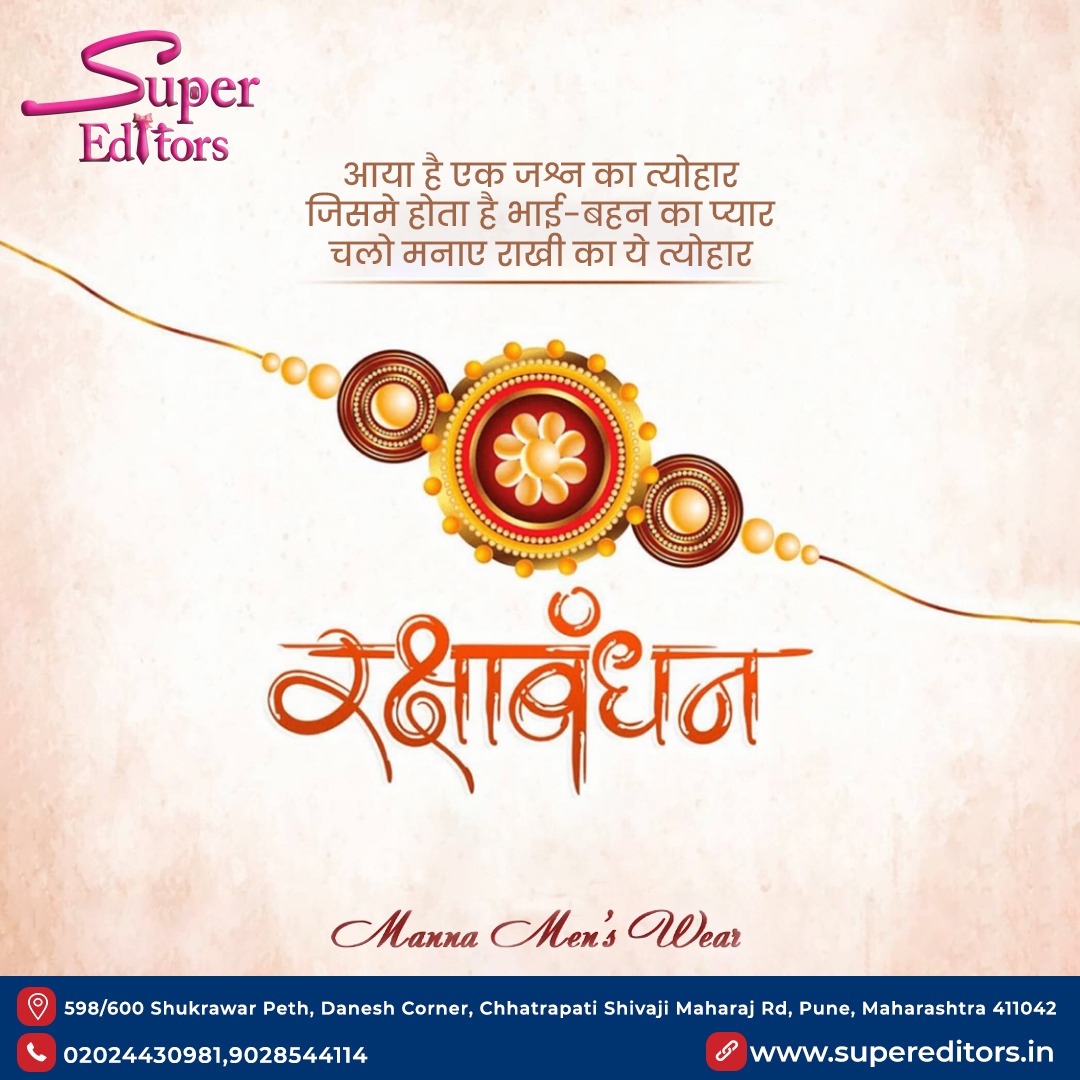 Super
Editors
आया है एक जश्न का त्योहार
जिसमे होता है भाई-बहन का प्यार
चलो मनाए राखी का ये त्योहार
रक्षाबंधन
Manna Men's Wear
598/600 Shukrawar Peth, Danesh Corner, Chhatrapati Shivaji Maharaj Rd, Pune, Maharashtra 411042
02024430981,9028544114
www.supereditors.in